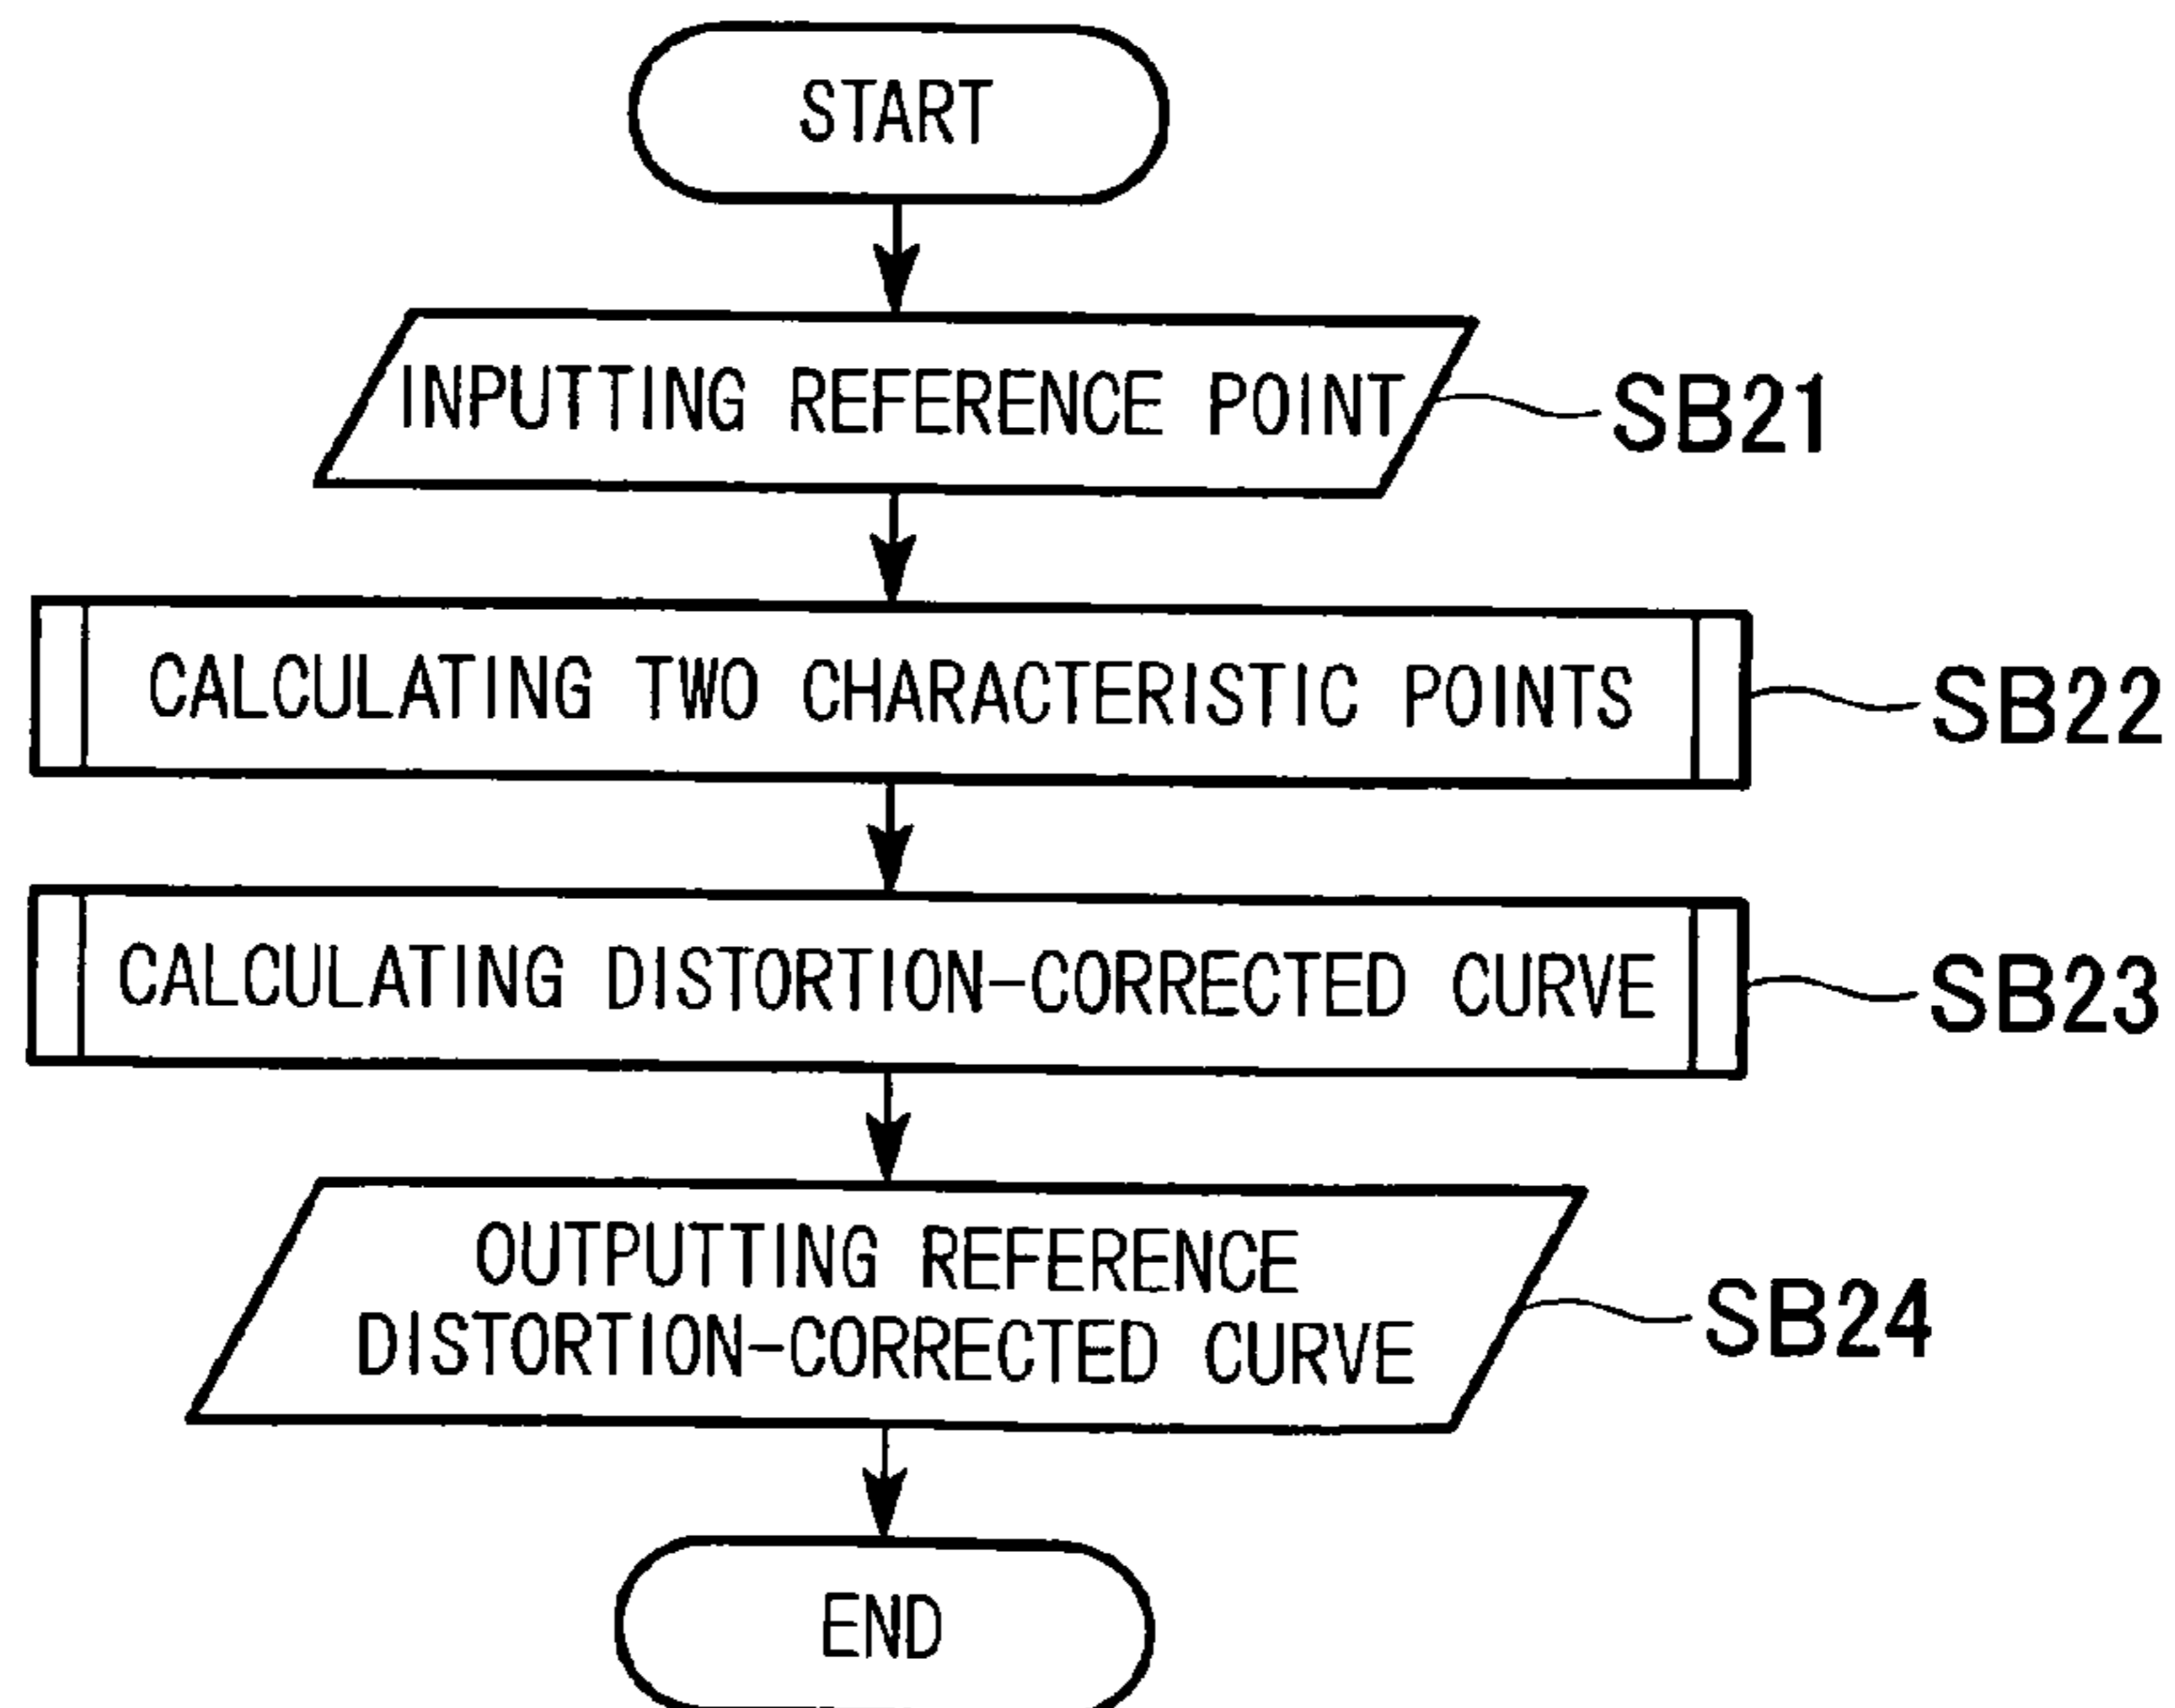 START
INPUTTING REFERENCE POINT
SB21
CALCULATING TWO CHARACTERISTIC POINTS
SB22
CALCULATING DISTORTION-CORRECTED CURVE
SB23
OUTPUTTING REFERENCE
DISTORTION-CORRECTED CURVE
SB24
END